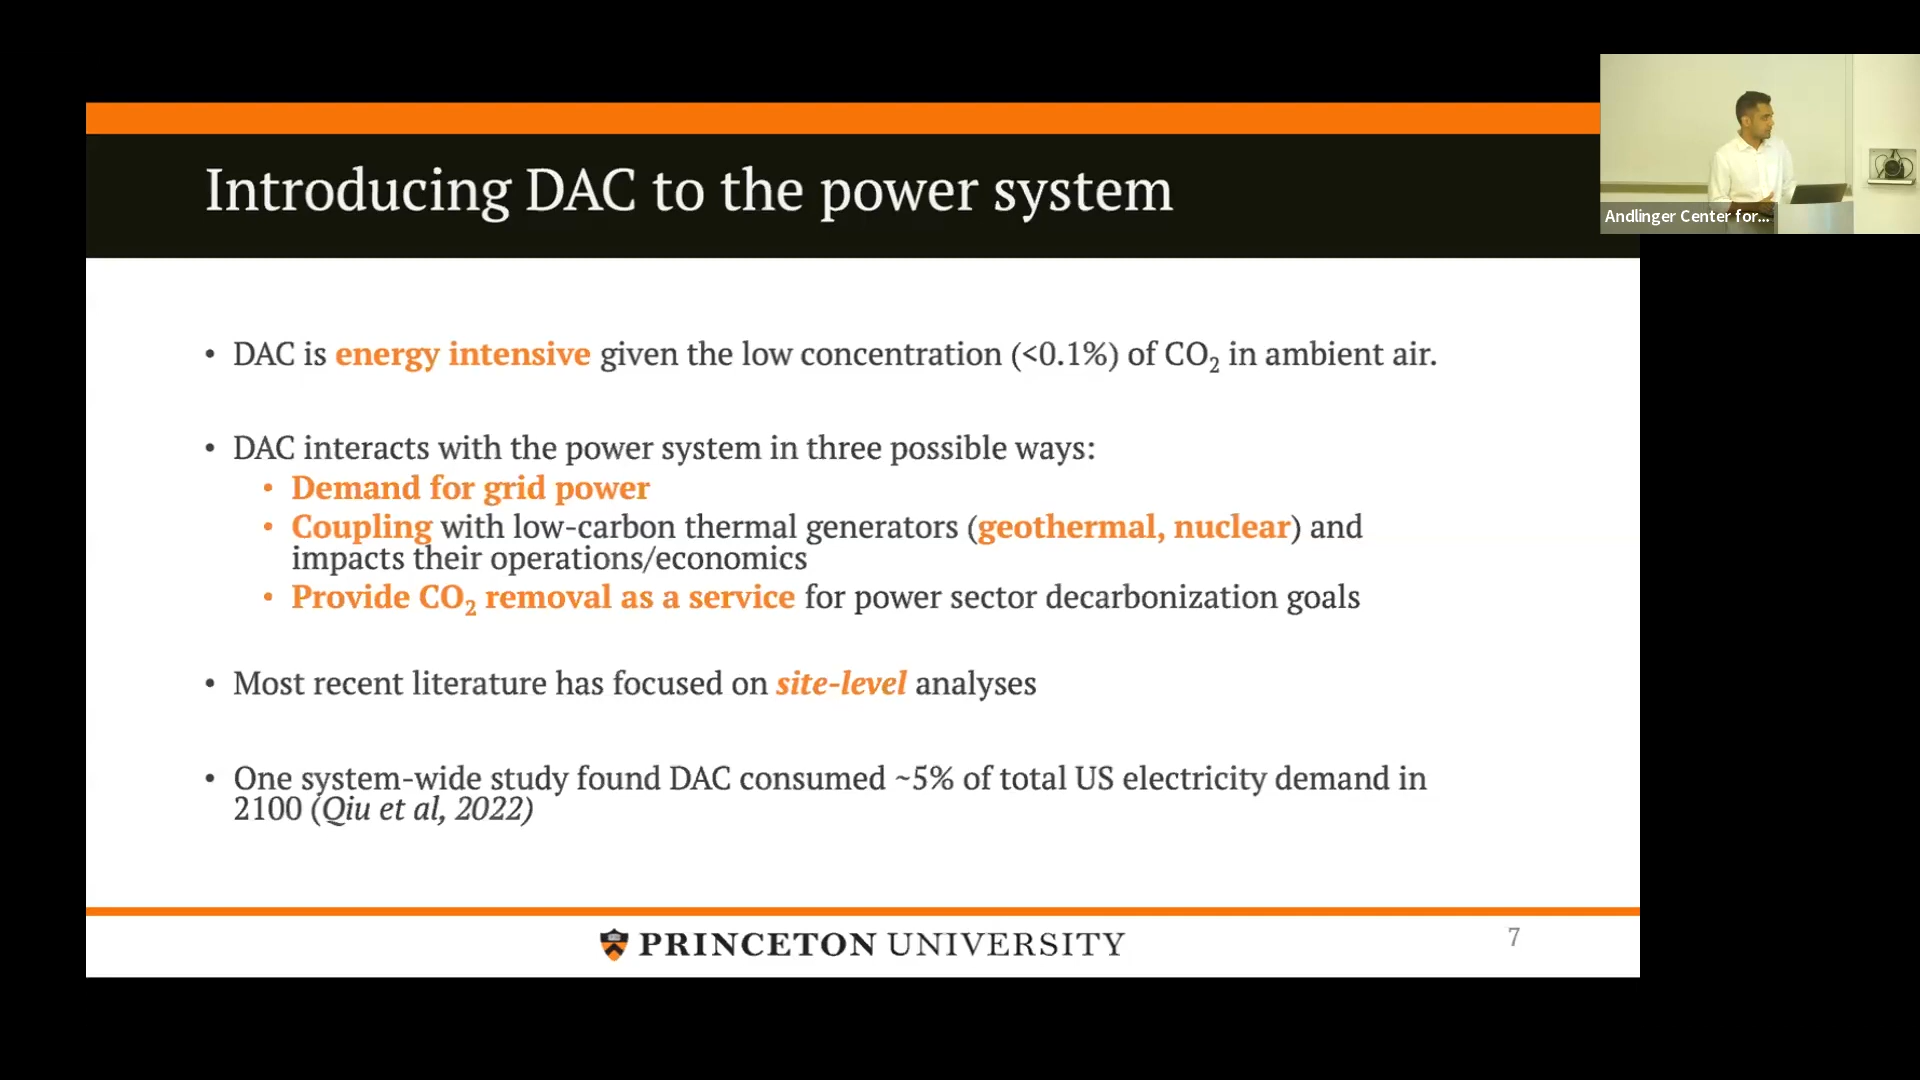 Introducing DAC to the power system
Andlinger Center for...
• DAC is energy intensive given the low concentration (<0.1%) of CO₂ in ambient air.
• DAC interacts with the power system in three possible ways:
• Demand for grid power
• Coupling with low-carbon thermal generators (geothermal, nuclear) and
impacts their operations/economics
• Provide CO₂ removal as a service for power sector decarbonization goals
• Most recent literature has focused on site-level analyses
• One system-wide study found DAC consumed ~5% of total US electricity demand in
2100 (Qiu et al, 2022)
PRINCETON UNIVERSITY
7